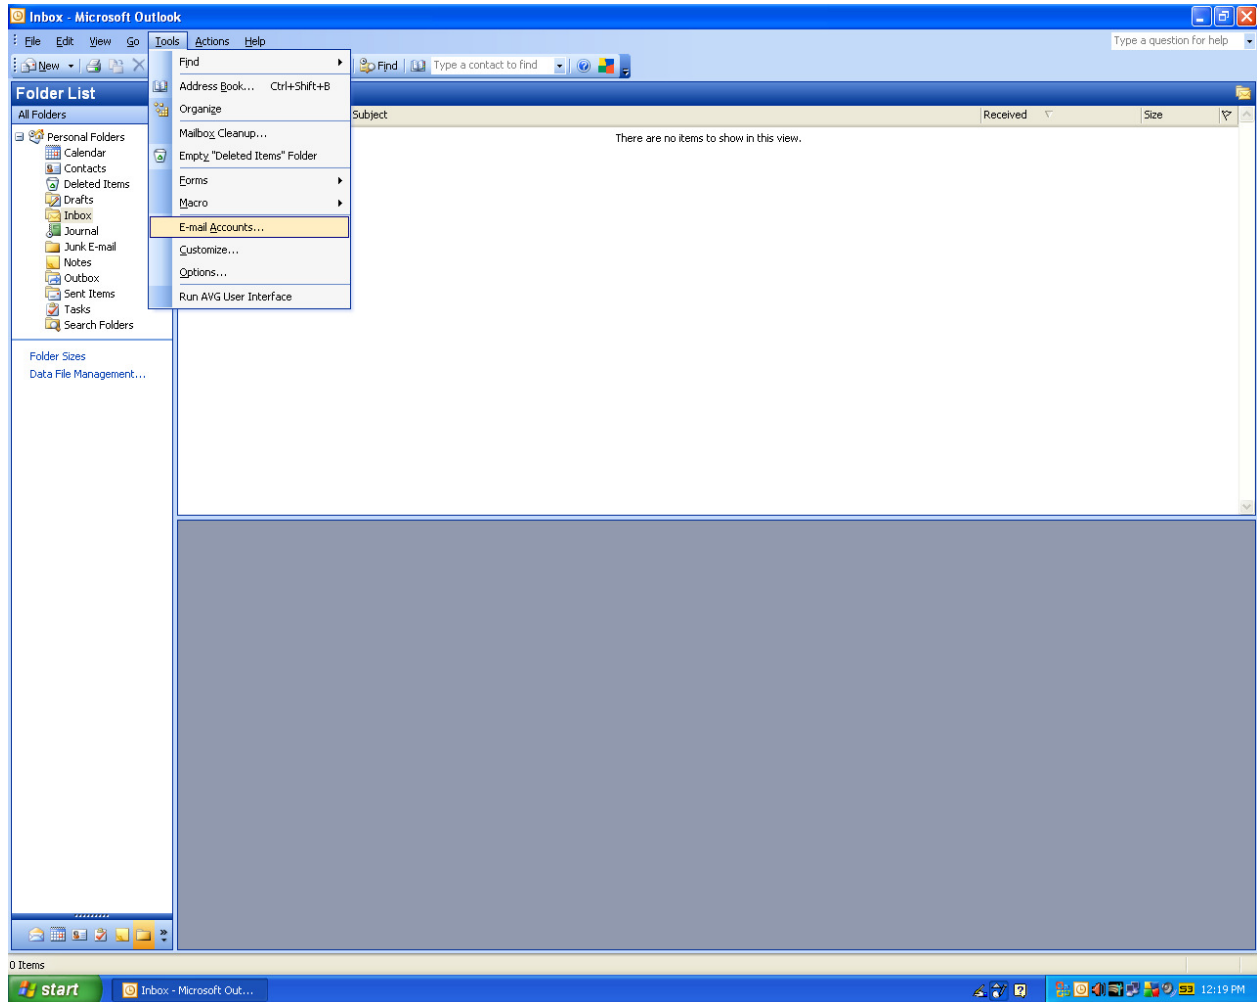 Inbox - Microsoft Outlook
File Edit View Go Tools Actions Help
Type a question for help
New
Find
Type a contact to find
Find
Address Book... Ctrl+Shift+B
Organize
Mailbox Cleanup...
Empty "Deleted Items" Folder
Forms
Macro
E-mail Accounts...
Customize...
Options...
Run AVG User Interface
Folder List
All Folders
Personal Folders
Calendar
Contacts
Deleted Items
Drafts
Inbox
Journal
Junk E-mail
Notes
Outbox
Sent Items
Tasks
Search Folders
Folder Sizes
Data File Management...
Subject Received Size
There are no items to show in this view.
0 Items
start
Inbox - Microsoft Out...
12:19 PM